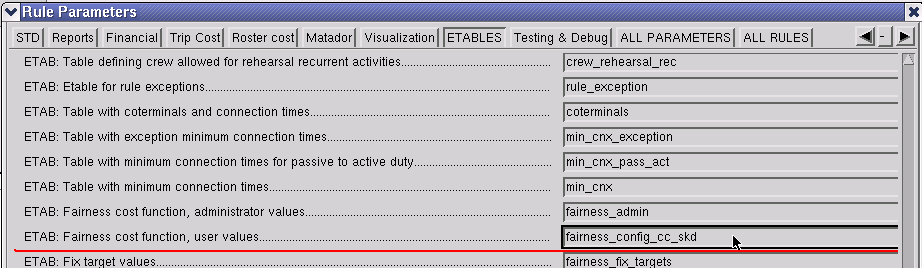 Rule Parameters
STD Reports Financial Trip Cost Roster cost Matador Visualization ETABLES Testing & Debug ALL PARAMETERS ALL RULES -
ETAB: Table defining crew allowed for rehearsal recurrent activities crew_rehearsal_rec
ETAB: Etable for rule exceptions rule_exception
ETAB: Table with coterminals and connection times coterminals
ETAB: Table with exception minimum connection times min_cnx_exception
ETAB: Table with minimum connection times for passive to active duty min_cnx_pass_act
ETAB: Table with minimum connection times min_cnx
ETAB: Fairness cost function, administrator values fairness_admin
ETAB: Fairness cost function, user values fairness_config_cc_skd
ETAB: Fix target values fairness_fix_targets